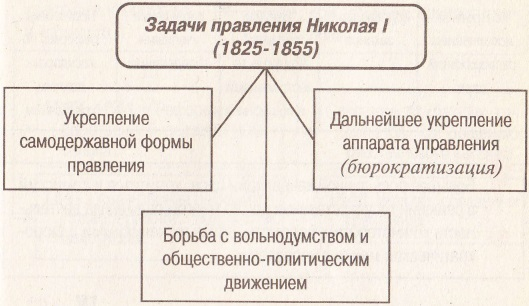 Задачи правления Николая I
(1825-1855)
Укрепление
самодержавной формы
правления
Дальнейшее укрепление
аппарата управления
(бюрократизация)
Борьба с вольнодумством и
общественно-политическим
движением